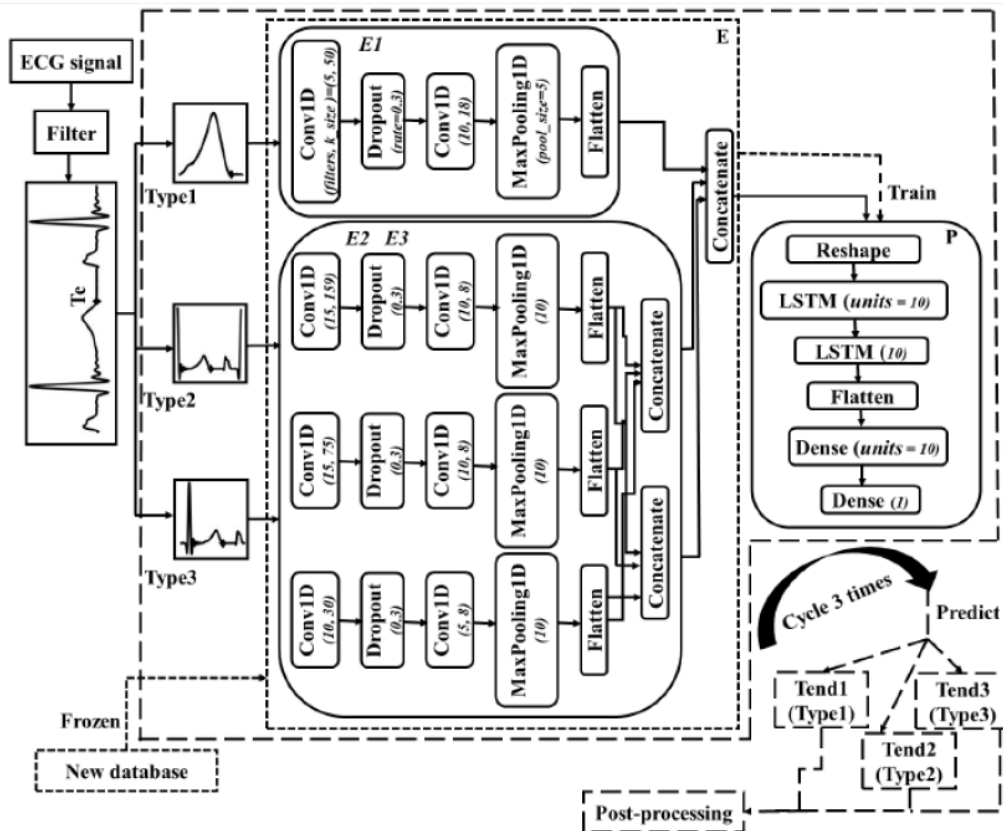 ECG signal
Filter
Tc
Type1
Type2
Type3
E
E1
Conv1D
(filters, k_size )=(5, 50)
Dropout
(rate=0.3)
Conv1D
(10, 18)
MaxPooling1D
(pool_size=5)
Flatten
E2 E3
Conv1D
(15, 159)
Dropout
(0.3)
Conv1D
(10, 8)
MaxPooling1D
(10)
Flatten
Conv1D
(15, 75)
Dropout
(0.3)
Conv1D
(10, 8)
MaxPooling1D
(10)
Flatten
Conv1D
(10, 30)
Dropout
(0.3)
Conv1D
(5, 8)
MaxPooling1D
(10)
Flatten
Concatenate
Concatenate
Concatenate
Train
P
Reshape
LSTM (units = 10)
LSTM (10)
Flatten
Dense (units = 10)
Dense (1)
Cycle 3 times
Predict
Tend1
(Type1)
Tend2
(Type2)
Tend3
(Type3)
Frozen
New database
Post-processing